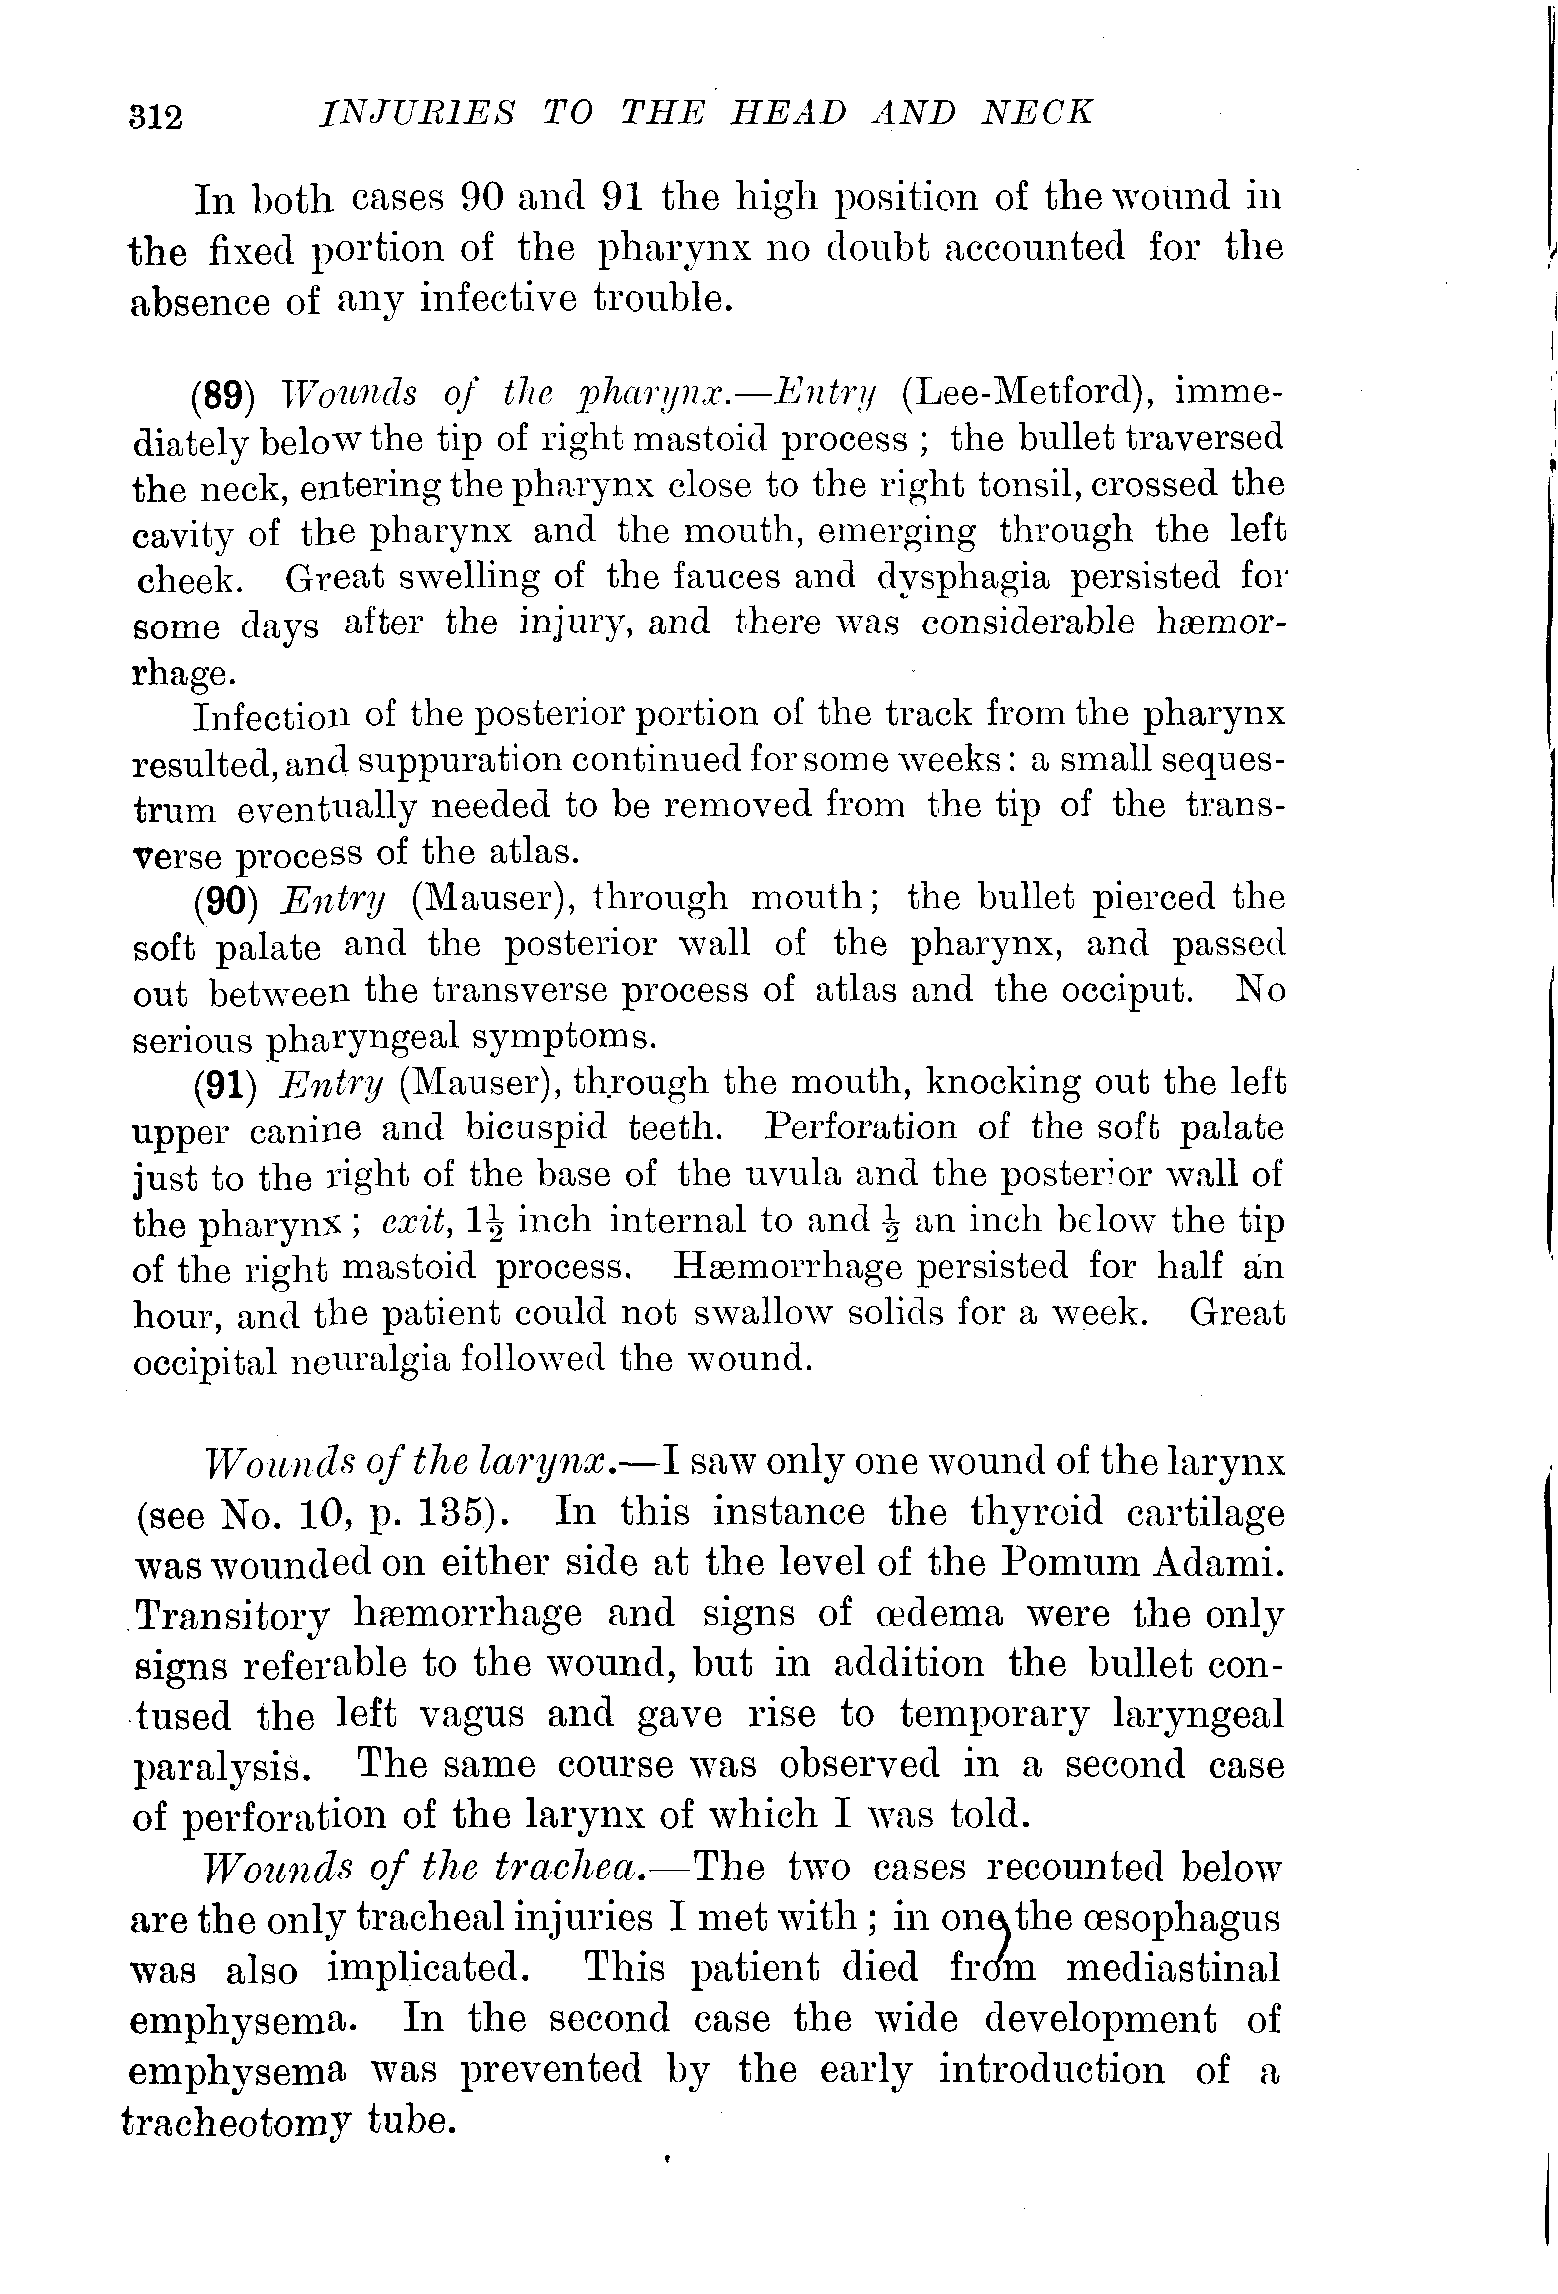 312 INJURIES TO THE HEAD AND NECK
In both cases 90 and 91 the high position of the wound in
the fixed portion of the pharynx no doubt accounted for the
absence of any infective trouble.
(89) Wounds of the pharynx.—Entry (Lee-Metford), imme-
diately below the tip of right mastoid process ; the bullet traversed
the neck, entering the pharynx close to the right tonsil, crossed the
cavity of the pharynx and the mouth, emerging through the left
cheek. Great swelling of the fauces and dysphagia persisted for
some days after the injury, and there was considerable hæmor-
rhage.
Infection of the posterior portion of the track from the pharynx
resulted, and suppuration continued for some weeks : a small seques-
trum eventually needed to be removed from the tip of the trans-
verse process of the atlas.
(90) Entry (Mauser), through mouth; the bullet pierced the
soft palate and the posterior wall of the pharynx, and passed
out between the transverse process of atlas and the occiput. No
serious pharyngeal symptoms.
(91) Entry (Mauser), through the mouth, knocking out the left
upper canine and bicuspid teeth. Perforation of the soft palate
just to the right of the base of the uvula and the posterior wall of
the pharynx ; exit, 1½ inch internal to and ½ an inch below the tip
of the right mastoid process. Hæmorrhage persisted for half an
hour, and the patient could not swallow solids for a week. Great
occipital neuralgia followed the wound.
Wounds of the larynx.—I saw only one wound of the larynx
(see No. 10, p. 135). In this instance the thyroid cartilage
was wounded on either side at the level of the Pomum Adami.
Transitory hæmorrhage and signs of œdema were the only
signs referable to the wound, but in addition the bullet con-
tused the left vagus and gave rise to temporary laryngeal
paralysis. The same course was observed in a second case
of perforation of the larynx of which I was told.
Wounds of the trachea.—The two cases recounted below
are the only tracheal injuries I met with ; in one the œsophagus
was also implicated. This patient died from mediastinal
emphysema. In the second case the wide development of
emphysema was prevented by the early introduction of a
tracheotomy tube.